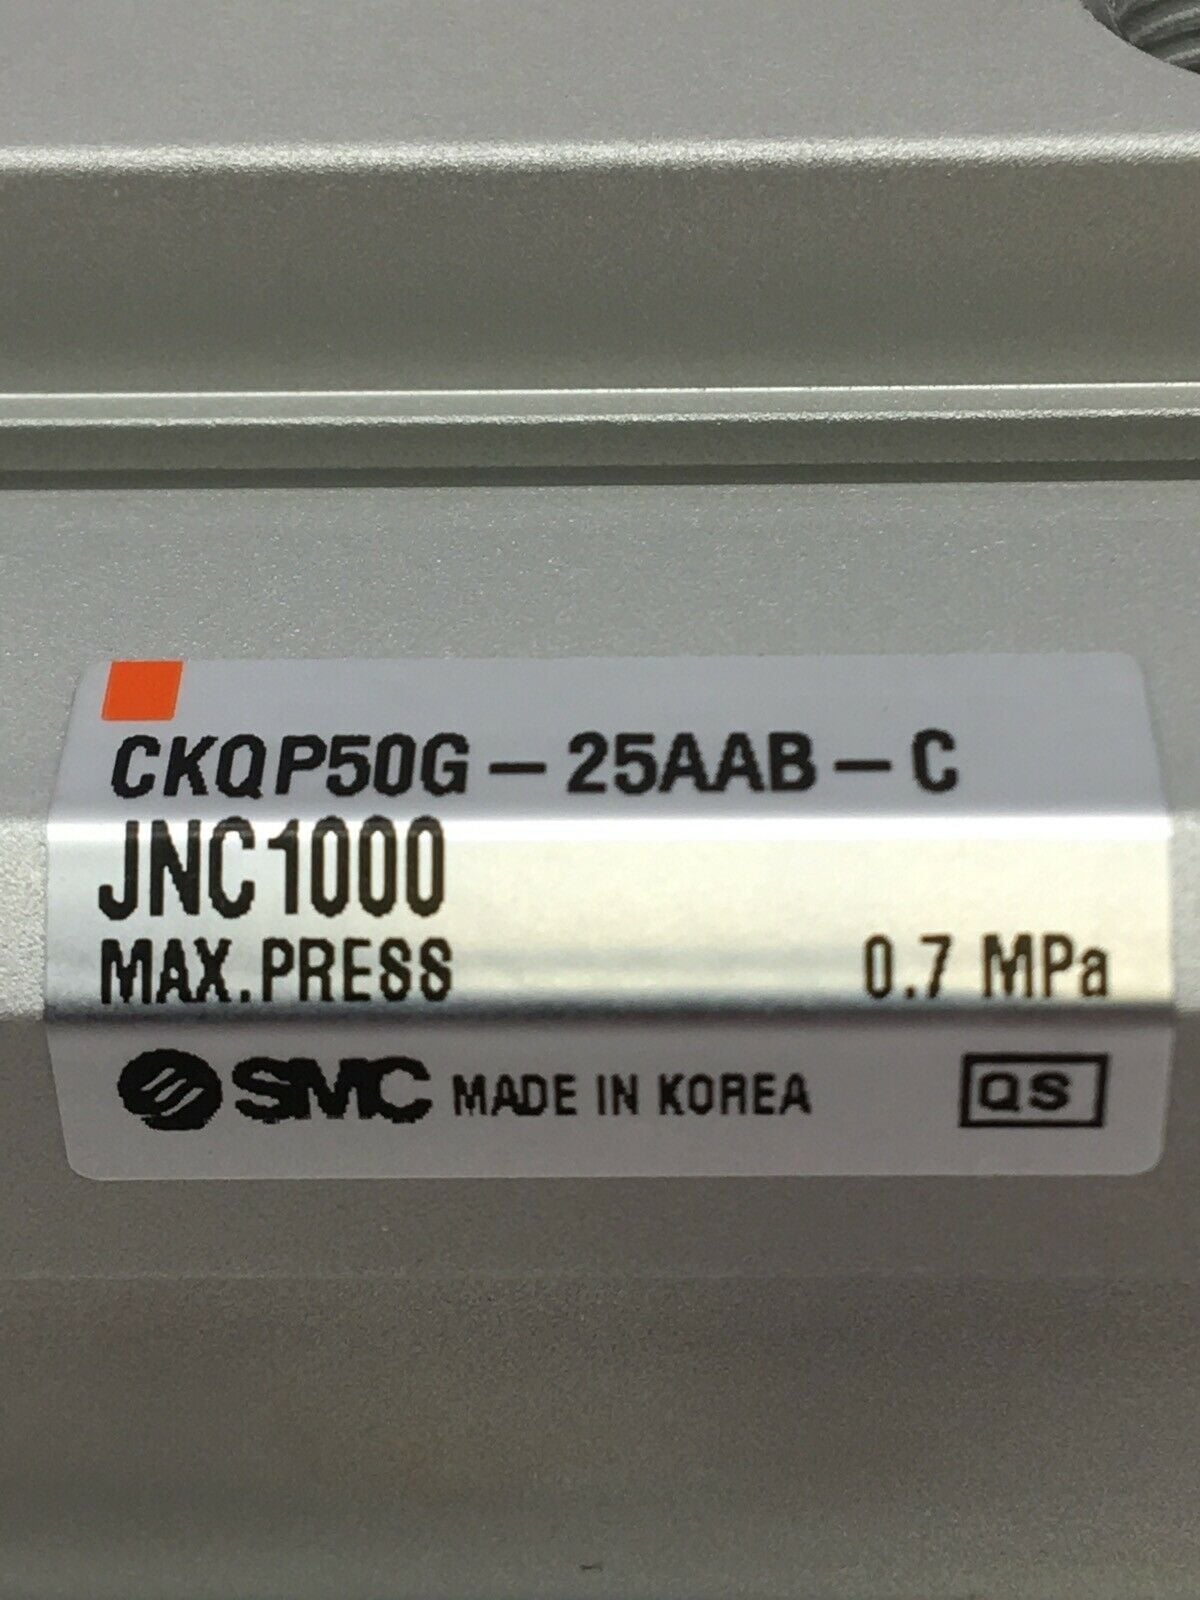 CKQP50G-25AAB-C
JNC1000
MAX.PRESS 0.7 MPa
SMC MADE IN KOREA QS